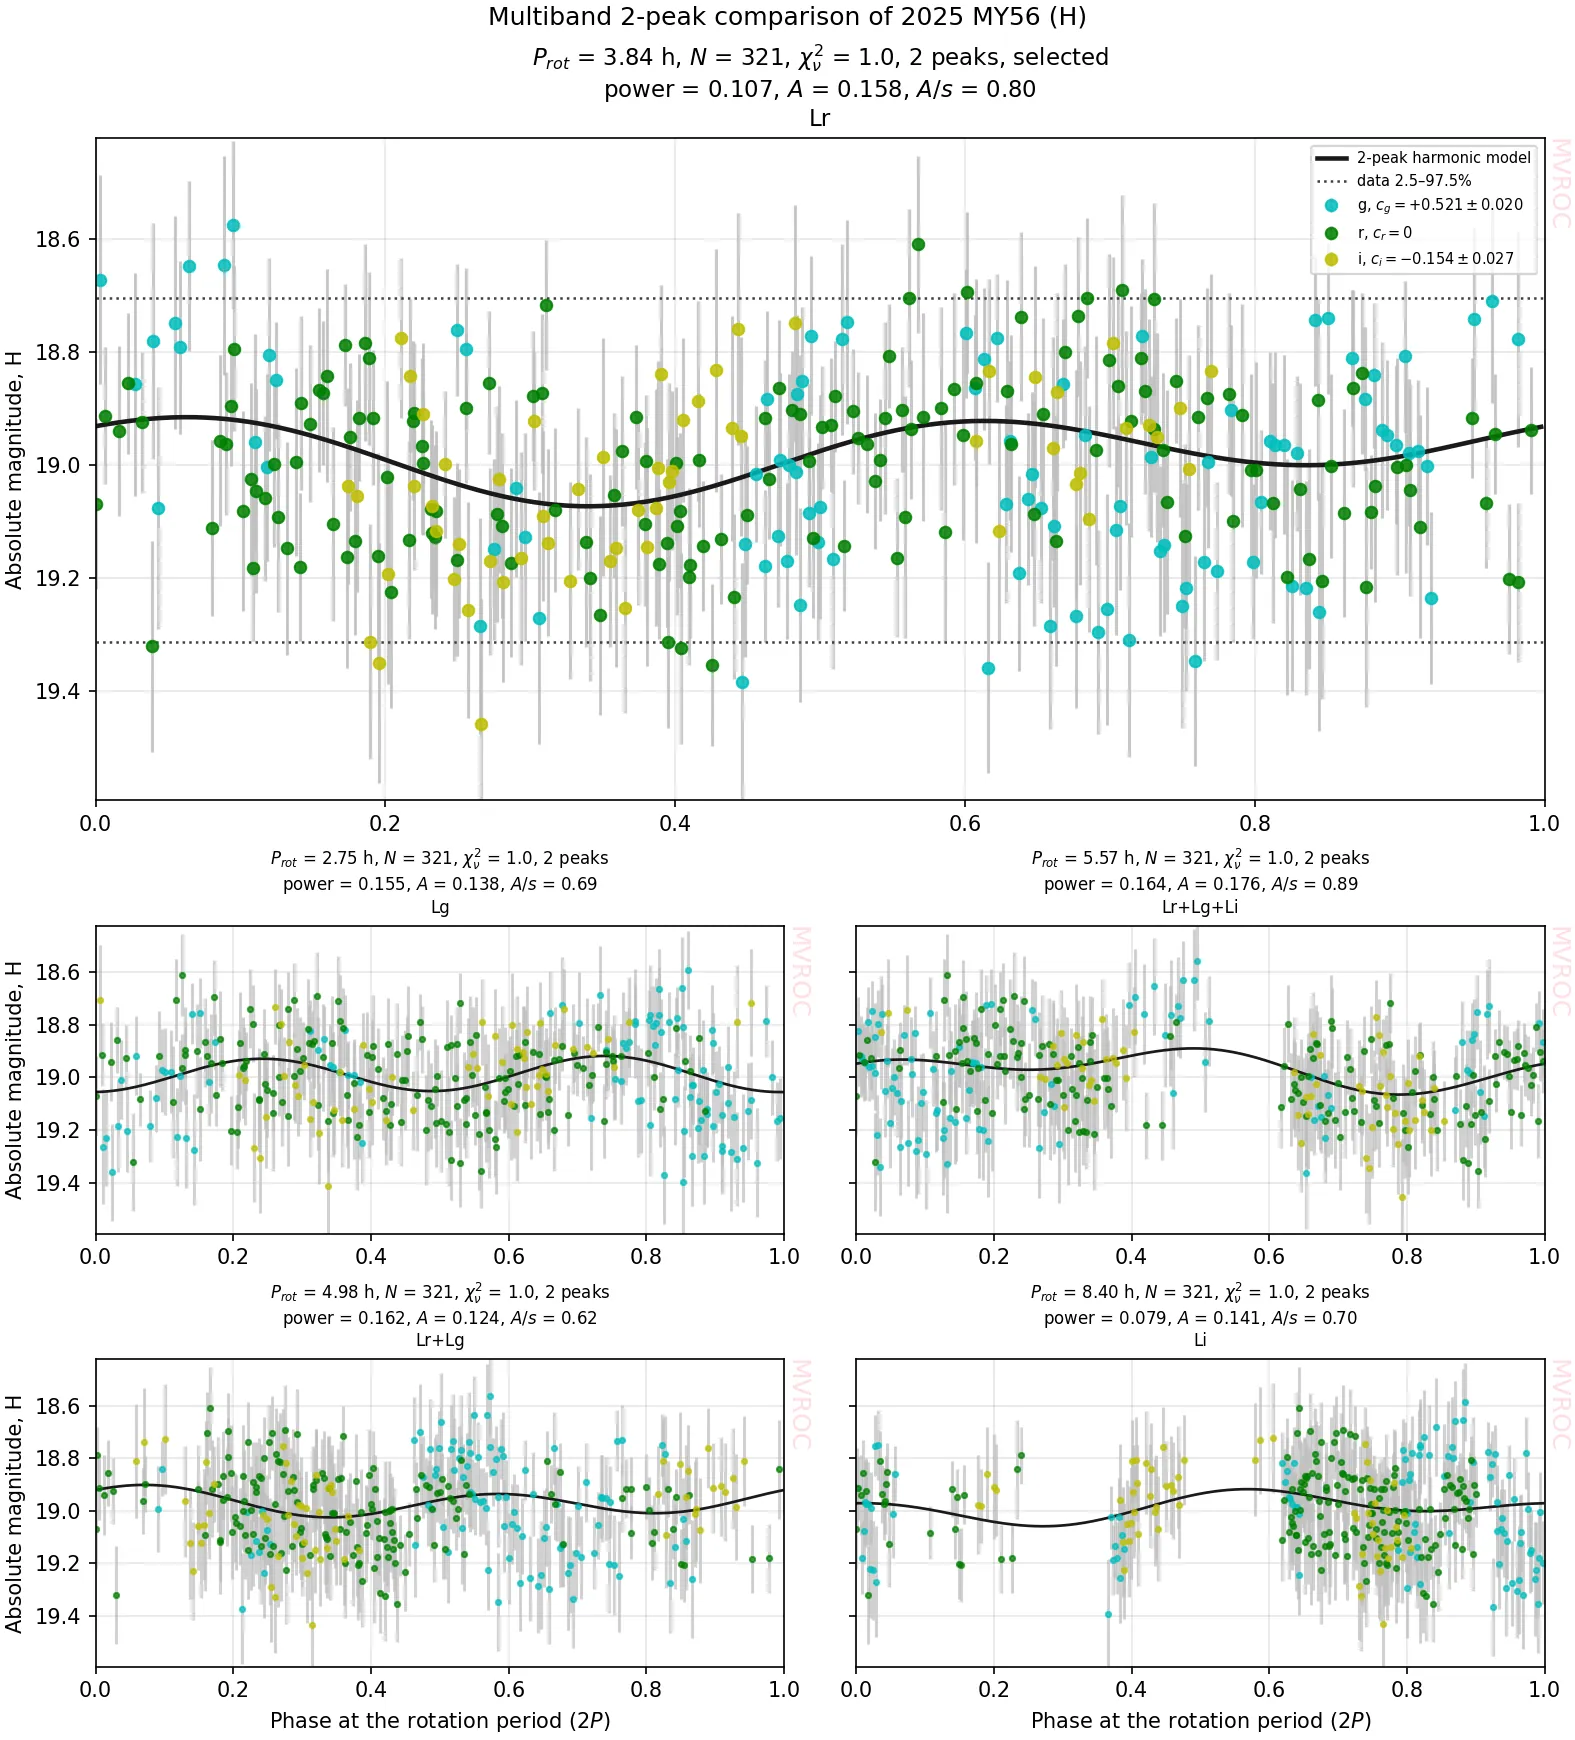 Multiband 2-peak comparison of 2025 MY56 (H)
P_rot = 3.84 h, N = 321, χ²_ν = 1.0, 2 peaks, selected
power = 0.107, A = 0.158, A/s = 0.80
Lr
MVROC
2-peak harmonic model
data 2.5–97.5%
g, c_g = +0.521 ± 0.020
r, c_r = 0
i, c_i = −0.154 ± 0.027
18.6
18.8
19.0
19.2
19.4
Absolute magnitude, H
0.0 0.2 0.4 0.6 0.8 1.0
P_rot = 2.75 h, N = 321, χ²_ν = 1.0, 2 peaks
power = 0.155, A = 0.138, A/s = 0.69
Lg
MVROC
18.6
18.8
19.0
19.2
19.4
Absolute magnitude, H
0.0 0.2 0.4 0.6 0.8 1.0
P_rot = 5.57 h, N = 321, χ²_ν = 1.0, 2 peaks
power = 0.164, A = 0.176, A/s = 0.89
Lr+Lg+Li
MVROC
0.0 0.2 0.4 0.6 0.8 1.0
P_rot = 4.98 h, N = 321, χ²_ν = 1.0, 2 peaks
power = 0.162, A = 0.124, A/s = 0.62
Lr+Lg
MVROC
18.6
18.8
19.0
19.2
19.4
Absolute magnitude, H
0.0 0.2 0.4 0.6 0.8 1.0
Phase at the rotation period (2P)
P_rot = 8.40 h, N = 321, χ²_ν = 1.0, 2 peaks
power = 0.079, A = 0.141, A/s = 0.70
Li
MVROC
0.0 0.2 0.4 0.6 0.8 1.0
Phase at the rotation period (2P)